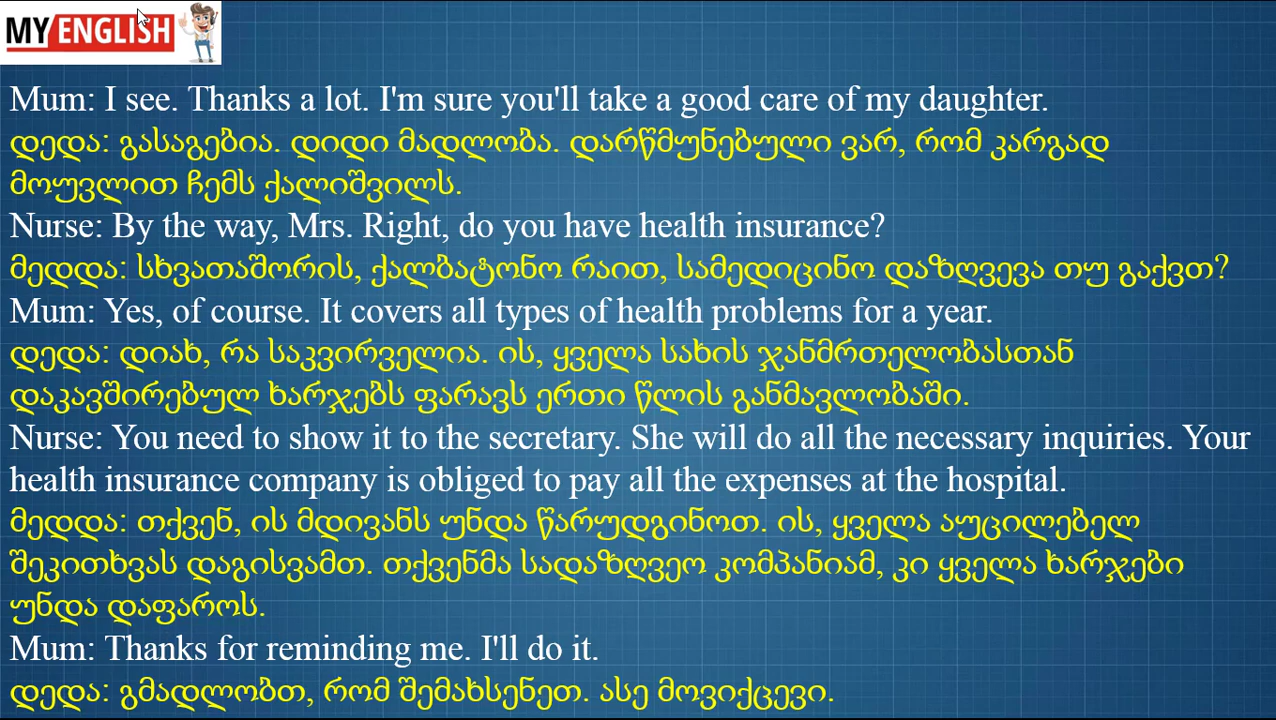 MY ENGLISH
Mum: I see. Thanks a lot. I'm sure you'll take a good care of my daughter.
დედა: გასაგებია. დიდი მადლობა. დარწმუნებული ვარ, რომ კარგად
მოუვლით ჩემს ქალიშვილს.
Nurse: By the way, Mrs. Right, do you have health insurance?
მედდა: სხვათაშორის, ქალბატონო რაით, სამედიცინო დაზღვევა თუ გაქვთ?
Mum: Yes, of course. It covers all types of health problems for a year.
დედა: დიახ, რა საკვირველია. ის, ყველა სახის ჯანმრთელობასთან
დაკავშირებულ ხარჯებს ფარავს ერთი წლის განმავლობაში.
Nurse: You need to show it to the secretary. She will do all the necessary inquiries. Your
health insurance company is obliged to pay all the expenses at the hospital.
მედდა: თქვენ, ის მდივანს უნდა წარუდგინოთ. ის, ყველა აუცილებელ
შეკითხვას დაგისვამთ. თქვენმა სადაზღვეო კომპანიამ, კი ყველა ხარჯები
უნდა დაფაროს.
Mum: Thanks for reminding me. I'll do it.
დედა: გმადლობთ, რომ შემახსენეთ. ასე მოვიქცევი.